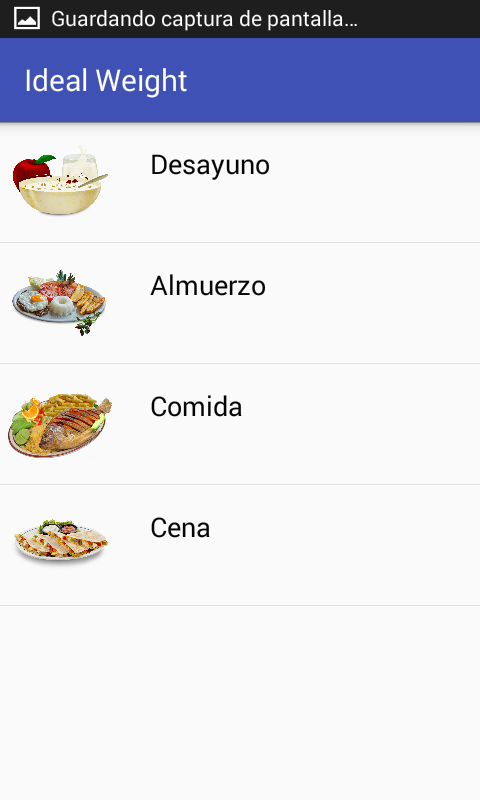 Guardando captura de pantalla...
Ideal Weight
Desayuno
Almuerzo
Comida
Cena